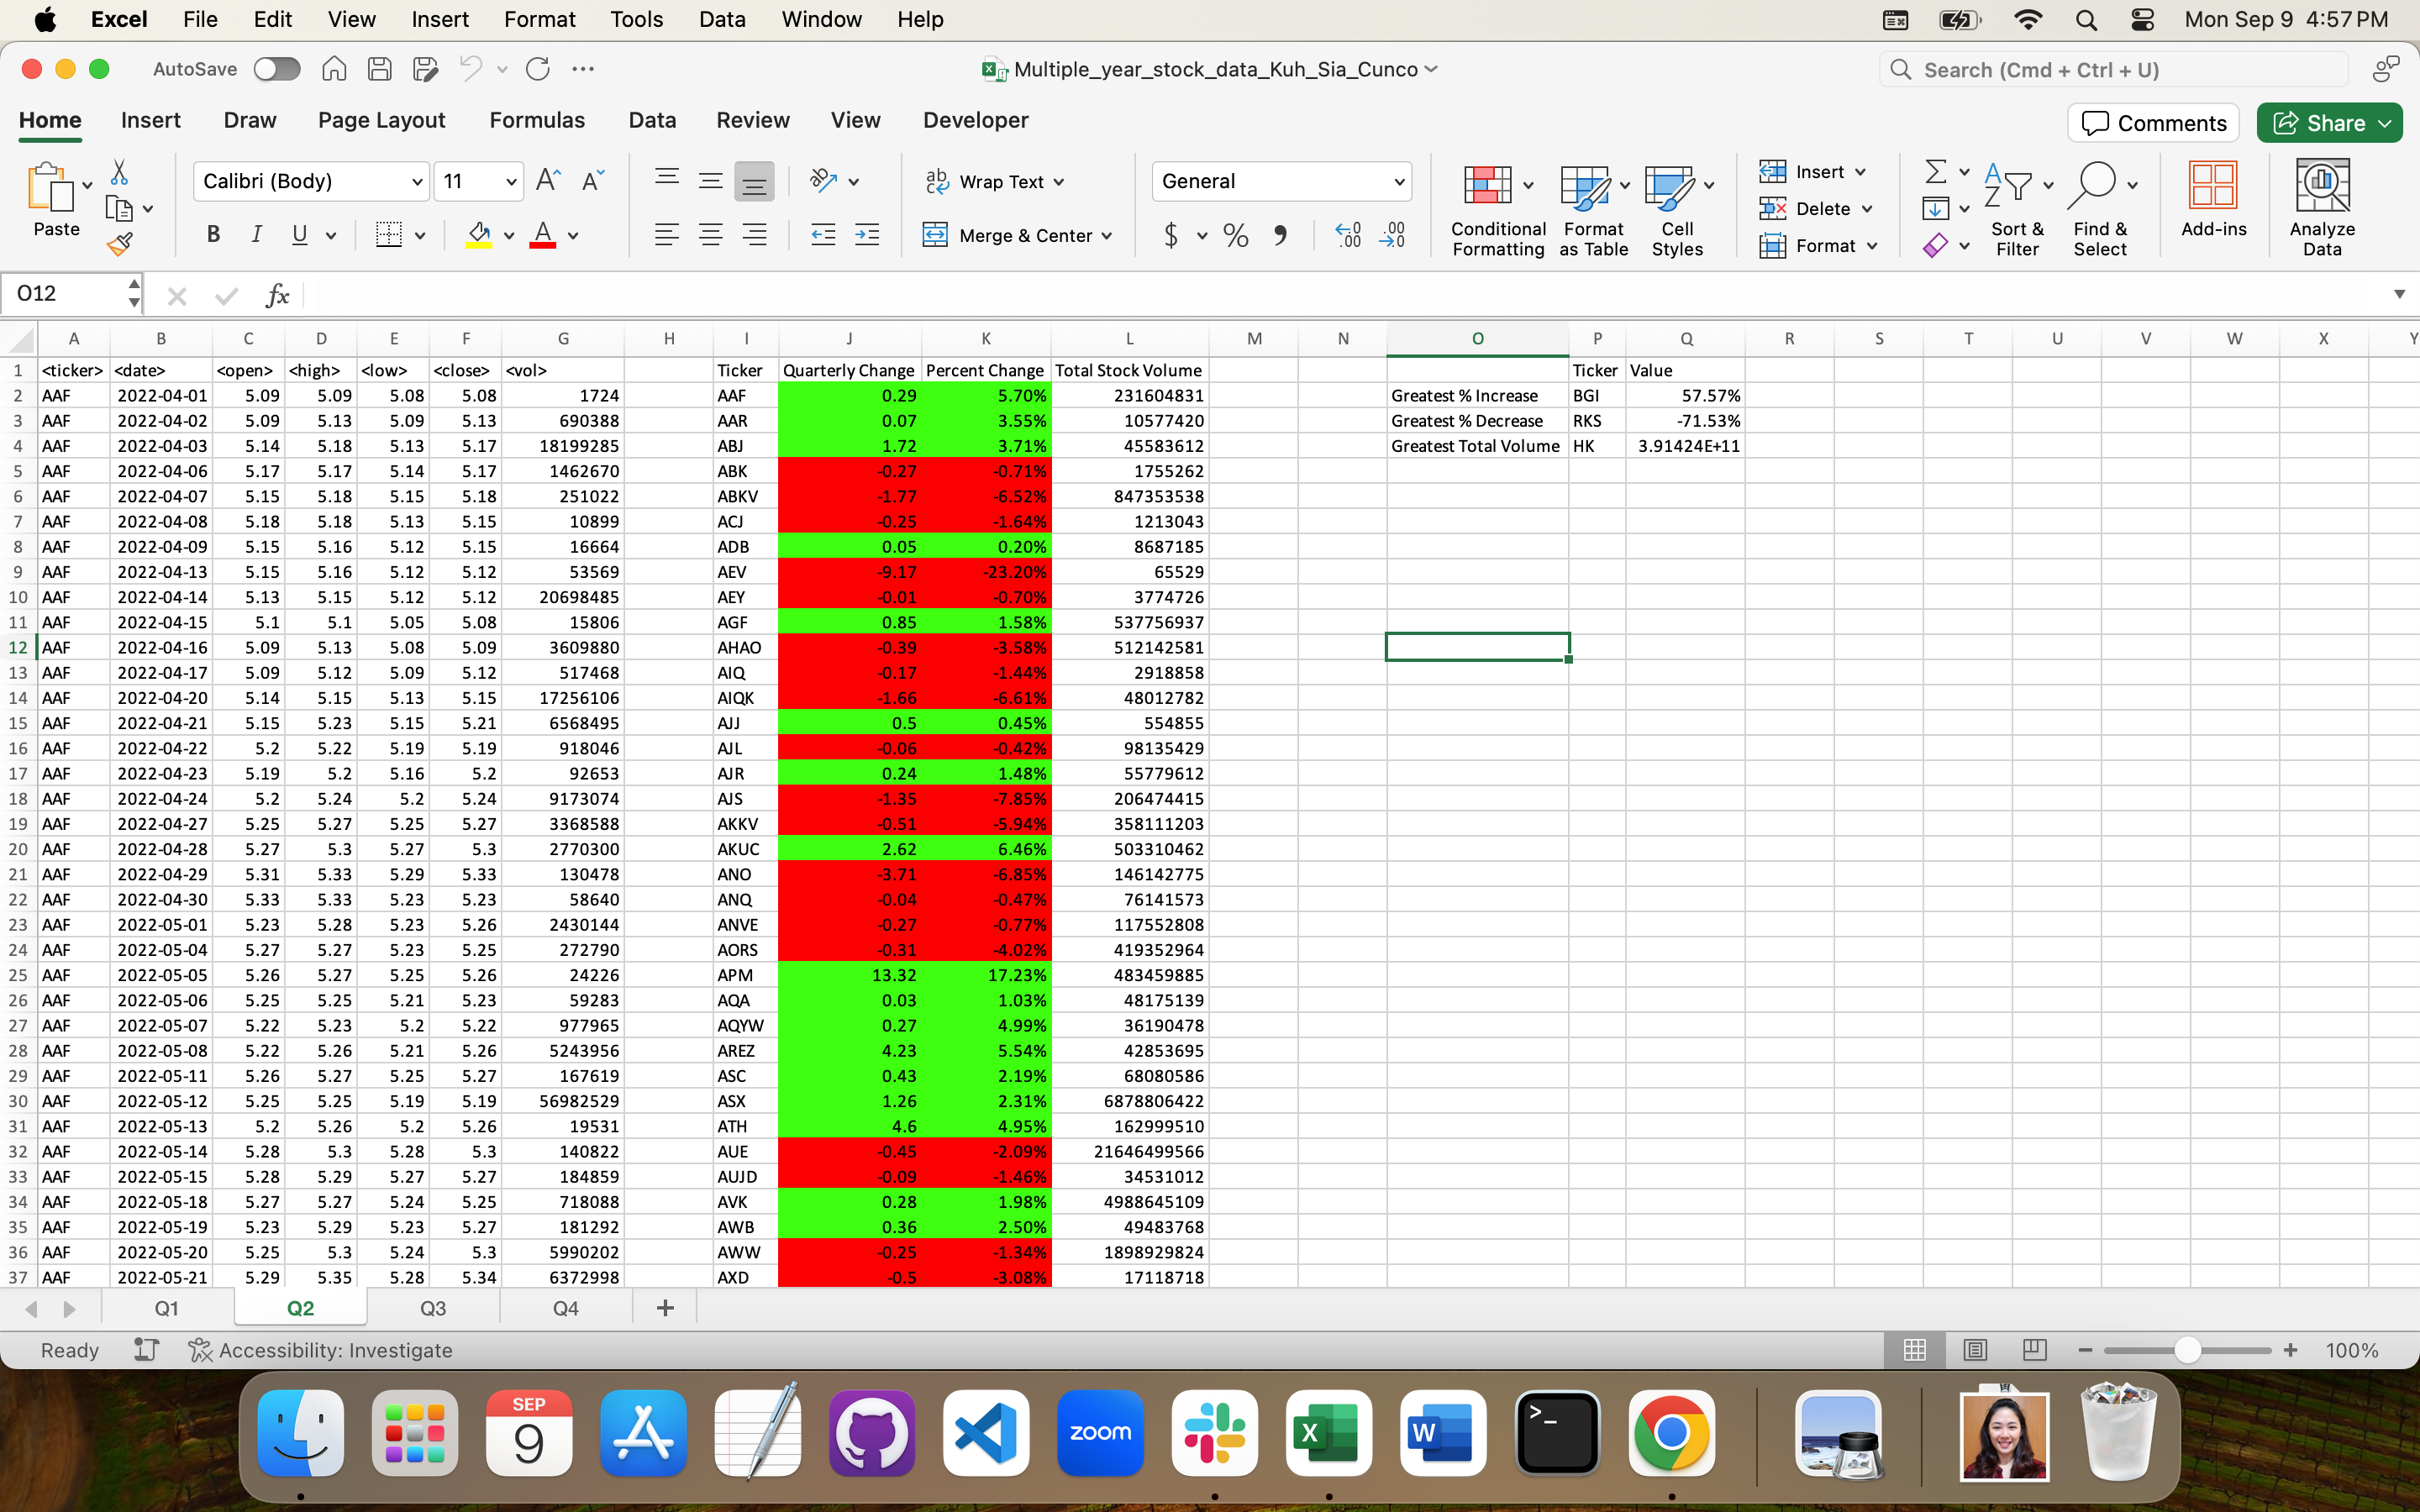 Excel File Edit View Insert Format Tools Data Window Help Mon Sep 9 4:57 PM
AutoSave Multiple_year_stock_data_Kuh_Sia_Cunco Search (Cmd + Ctrl + U)
Home Insert Draw Page Layout Formulas Data Review View Developer Comments Share
Paste Calibri (Body) 11 Wrap Text General Insert
B I U Merge & Center $ % Conditional Formatting Format as Table Cell Styles Delete Format Sort & Filter Find & Select Add-ins Analyze Data
O12 fx
A B C D E F G H I J K L M N O P Q R S T U V W X Y
1 <ticker> <date> <open> <high> <low> <close> <vol> Ticker Quarterly Change Percent Change Total Stock Volume Ticker Value
2 AAF 2022-04-01 5.09 5.09 5.08 5.08 1724 AAF 0.29 5.70% 231604831 Greatest % Increase BGI 57.57%
3 AAF 2022-04-02 5.09 5.13 5.09 5.13 690388 AAR 0.07 3.55% 10577420 Greatest % Decrease RKS -71.53%
4 AAF 2022-04-03 5.14 5.18 5.13 5.17 18199285 ABJ 1.72 3.71% 45583612 Greatest Total Volume HK 3.91424E+11
5 AAF 2022-04-06 5.17 5.17 5.14 5.17 1462670 ABK -0.27 -0.71% 1755262
6 AAF 2022-04-07 5.15 5.18 5.15 5.18 251022 ABKV -1.77 -6.52% 847353538
7 AAF 2022-04-08 5.18 5.18 5.13 5.15 10899 ACJ -0.25 -1.64% 1213043
8 AAF 2022-04-09 5.15 5.16 5.12 5.15 16664 ADB 0.05 0.20% 8687185
9 AAF 2022-04-13 5.15 5.16 5.12 5.12 53569 AEV -9.17 -23.20% 65529
10 AAF 2022-04-14 5.13 5.15 5.12 5.12 20698485 AEY -0.01 -0.70% 3774726
11 AAF 2022-04-15 5.1 5.1 5.05 5.08 15806 AGF 0.85 1.58% 537756937
12 AAF 2022-04-16 5.09 5.13 5.08 5.09 3609880 AHAO -0.39 -3.58% 512142581
13 AAF 2022-04-17 5.09 5.12 5.09 5.12 517468 AIQ -0.17 -1.44% 2918858
14 AAF 2022-04-20 5.14 5.15 5.13 5.15 17256106 AIQK -1.66 -6.61% 48012782
15 AAF 2022-04-21 5.15 5.23 5.15 5.21 6568495 AJJ 0.5 0.45% 554855
16 AAF 2022-04-22 5.2 5.22 5.19 5.19 918046 AJL -0.06 -0.42% 98135429
17 AAF 2022-04-23 5.19 5.2 5.16 5.2 92653 AJR 0.24 1.48% 55779612
18 AAF 2022-04-24 5.2 5.24 5.2 5.24 9173074 AJS -1.35 -7.85% 206474415
19 AAF 2022-04-27 5.25 5.27 5.25 5.27 3368588 AKKV -0.51 -5.94% 358111203
20 AAF 2022-04-28 5.27 5.3 5.27 5.3 2770300 AKUC 2.62 6.46% 503310462
21 AAF 2022-04-29 5.31 5.33 5.29 5.33 130478 ANO -3.71 -6.85% 146142775
22 AAF 2022-04-30 5.33 5.33 5.23 5.23 58640 ANQ -0.04 -0.47% 76141573
23 AAF 2022-05-01 5.23 5.28 5.23 5.26 2430144 ANVE -0.27 -0.77% 117552808
24 AAF 2022-05-04 5.27 5.27 5.23 5.25 272790 AORS -0.31 -4.02% 419352964
25 AAF 2022-05-05 5.26 5.27 5.25 5.26 24226 APM 13.32 17.23% 483459885
26 AAF 2022-05-06 5.25 5.25 5.21 5.23 59283 AQA 0.03 1.03% 48175139
27 AAF 2022-05-07 5.22 5.23 5.2 5.22 977965 AQYW 0.27 4.99% 36190478
28 AAF 2022-05-08 5.22 5.26 5.21 5.26 5243956 AREZ 4.23 5.54% 42853695
29 AAF 2022-05-11 5.26 5.27 5.25 5.27 167619 ASC 0.43 2.19% 68080586
30 AAF 2022-05-12 5.25 5.25 5.19 5.19 56982529 ASX 1.26 2.31% 6878806422
31 AAF 2022-05-13 5.2 5.26 5.2 5.26 19531 ATH 4.6 4.95% 162999510
32 AAF 2022-05-14 5.28 5.3 5.28 5.3 140822 AUE -0.45 -2.09% 21646499566
33 AAF 2022-05-15 5.28 5.29 5.27 5.27 184859 AUJD -0.09 -1.46% 34531012
34 AAF 2022-05-18 5.27 5.27 5.24 5.25 718088 AVK 0.28 1.98% 4988645109
35 AAF 2022-05-19 5.23 5.29 5.23 5.27 181292 AWB 0.36 2.50% 49483768
36 AAF 2022-05-20 5.25 5.3 5.24 5.3 5990202 AWW -0.25 -1.34% 1898929824
37 AAF 2022-05-21 5.29 5.35 5.28 5.34 6372998 AXD -0.5 -3.08% 17118718
Q1 Q2 Q3 Q4 +
Ready Accessibility: Investigate 100%
SEP 9 zoom X W >_